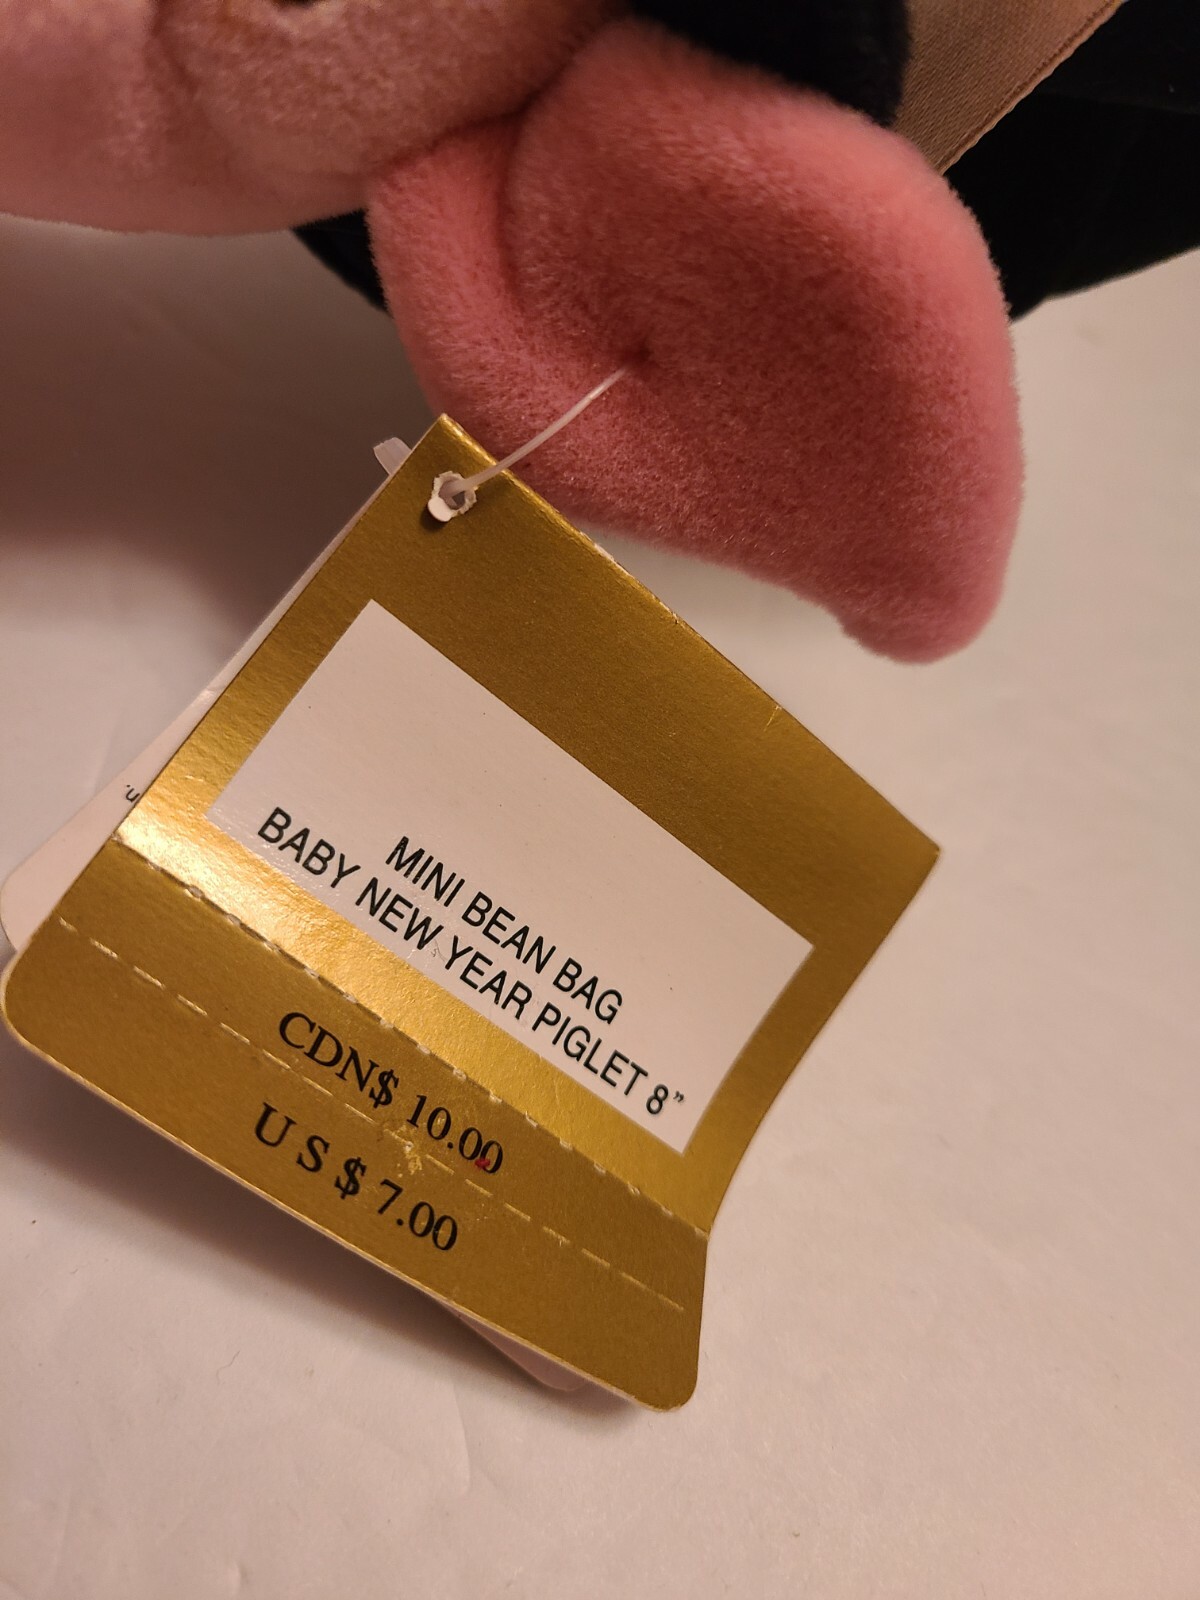 MINI BEAN BAG
BABY NEW YEAR PIGLET 8”
CDN$ 10.00
U S $ 7.00